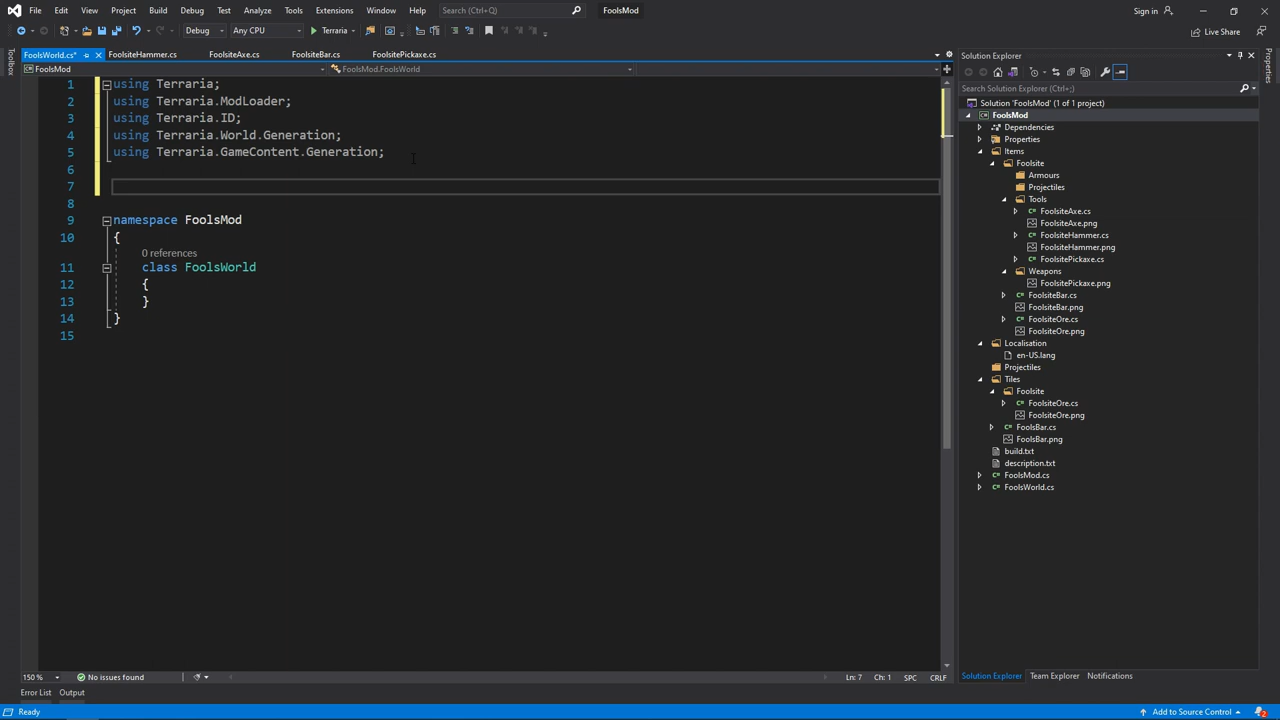 File Edit View Project Build Debug Test Analyze Tools Extensions Window Help Search (Ctrl+Q) FoolsMod Sign in
Debug Any CPU Terraria Live Share
Toolbox
FoolsWorld.cs* FoolsiteHammer.cs FoolsiteAxe.cs FoolsiteBar.cs FoolsitePickaxe.cs
FoolsMod FoolsMod.FoolsWorld
1 using Terraria;
2 using Terraria.ModLoader;
3 using Terraria.ID;
4 using Terraria.World.Generation;
5 using Terraria.GameContent.Generation;
6
7
8
9 namespace FoolsMod
10 {
0 references
11 class FoolsWorld
12 {
13 }
14 }
15
150 % No issues found Ln: 7 Ch: 1 SPC CRLF
Error List Output
Ready Add to Source Control 2
Solution Explorer
Search Solution Explorer (Ctrl+;)
Solution 'FoolsMod' (1 of 1 project)
FoolsMod
Dependencies
Properties
Items
Foolsite
Armours
Projectiles
Tools
FoolsiteAxe.cs
FoolsiteAxe.png
FoolsiteHammer.cs
FoolsiteHammer.png
FoolsitePickaxe.cs
Weapons
FoolsitePickaxe.png
FoolsiteBar.cs
FoolsiteBar.png
FoolsiteOre.cs
FoolsiteOre.png
Localisation
en-US.lang
Projectiles
Tiles
Foolsite
FoolsiteOre.cs
FoolsiteOre.png
FoolsBar.cs
FoolsBar.png
build.txt
description.txt
FoolsMod.cs
FoolsWorld.cs
Solution Explorer Team Explorer Notifications
Properties